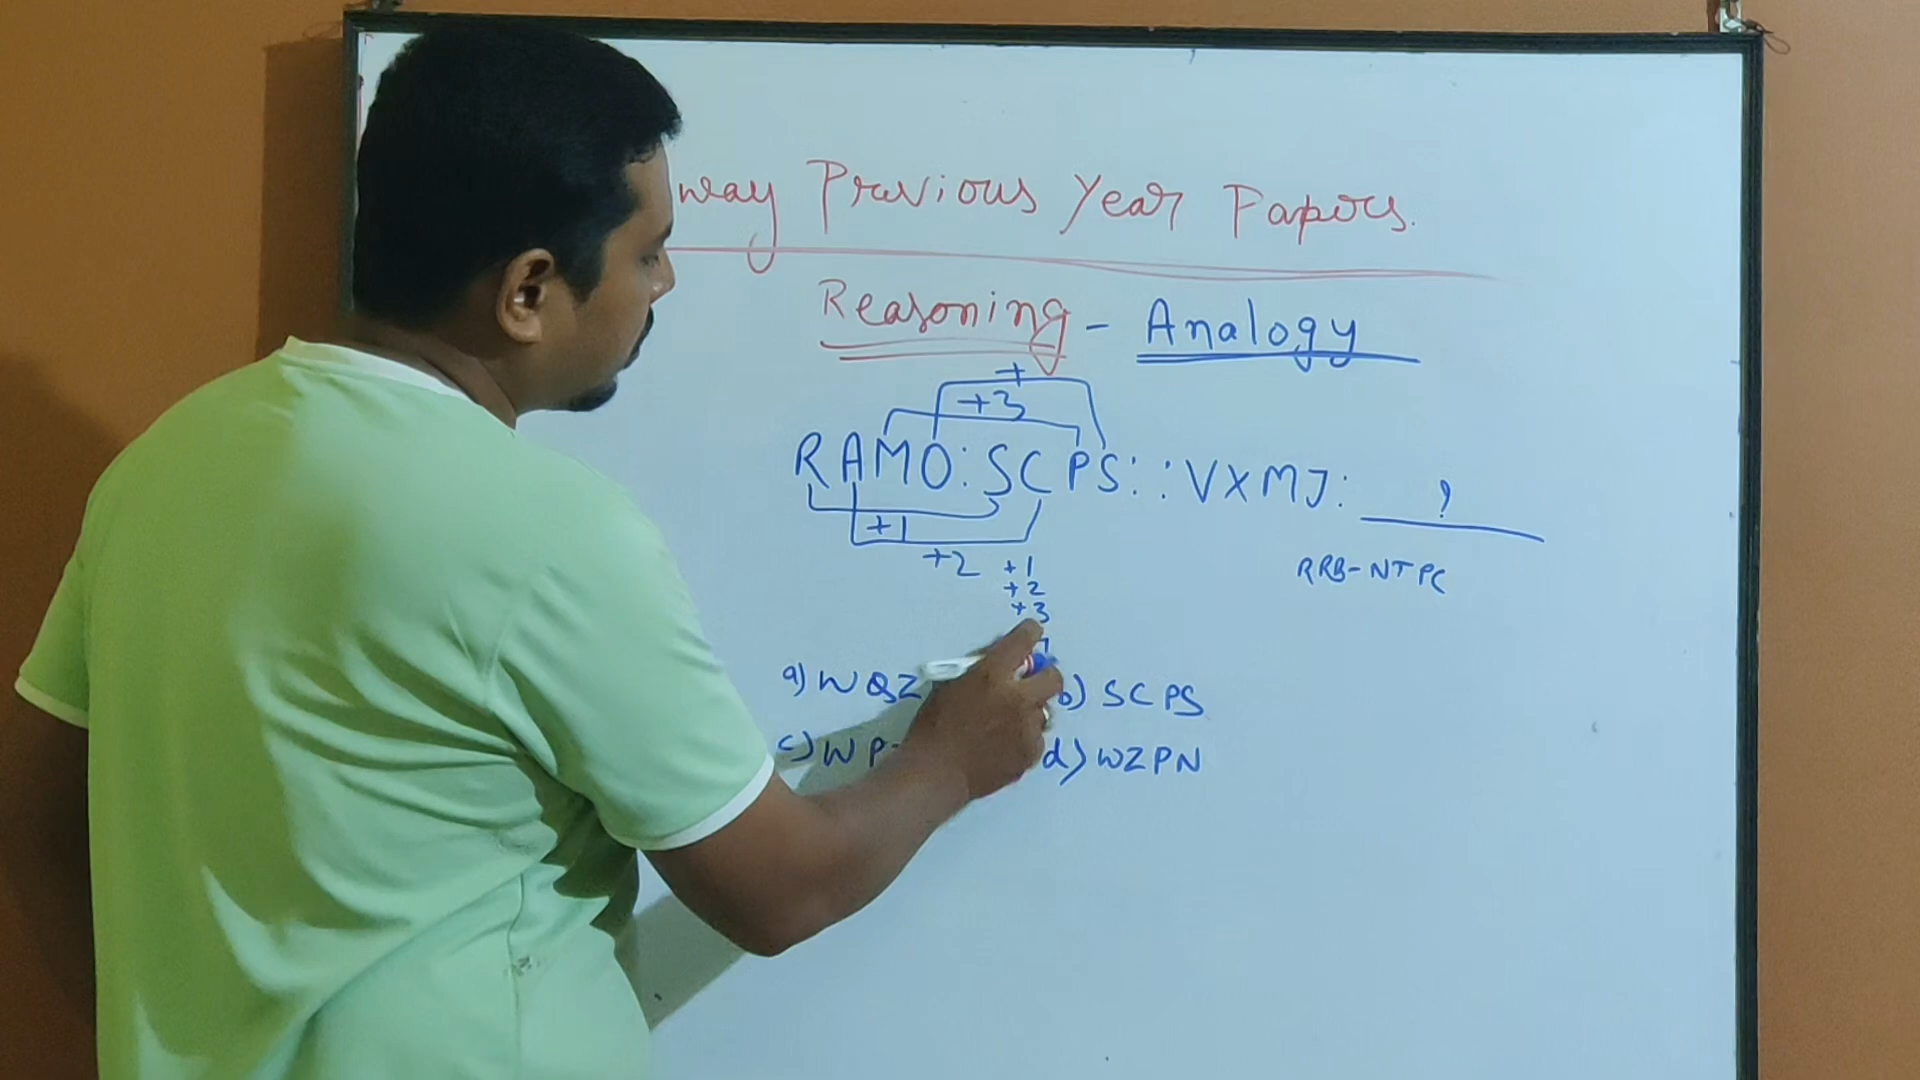 way Previous Year Papers.
Reasoning - Analogy
+
+3
RAMO:SCPS::VXMJ: ?
+1
+2
+1
+2
+3
RRB-NTPC
a) WQZ
b) SCPS
c) WP
d) WZPN